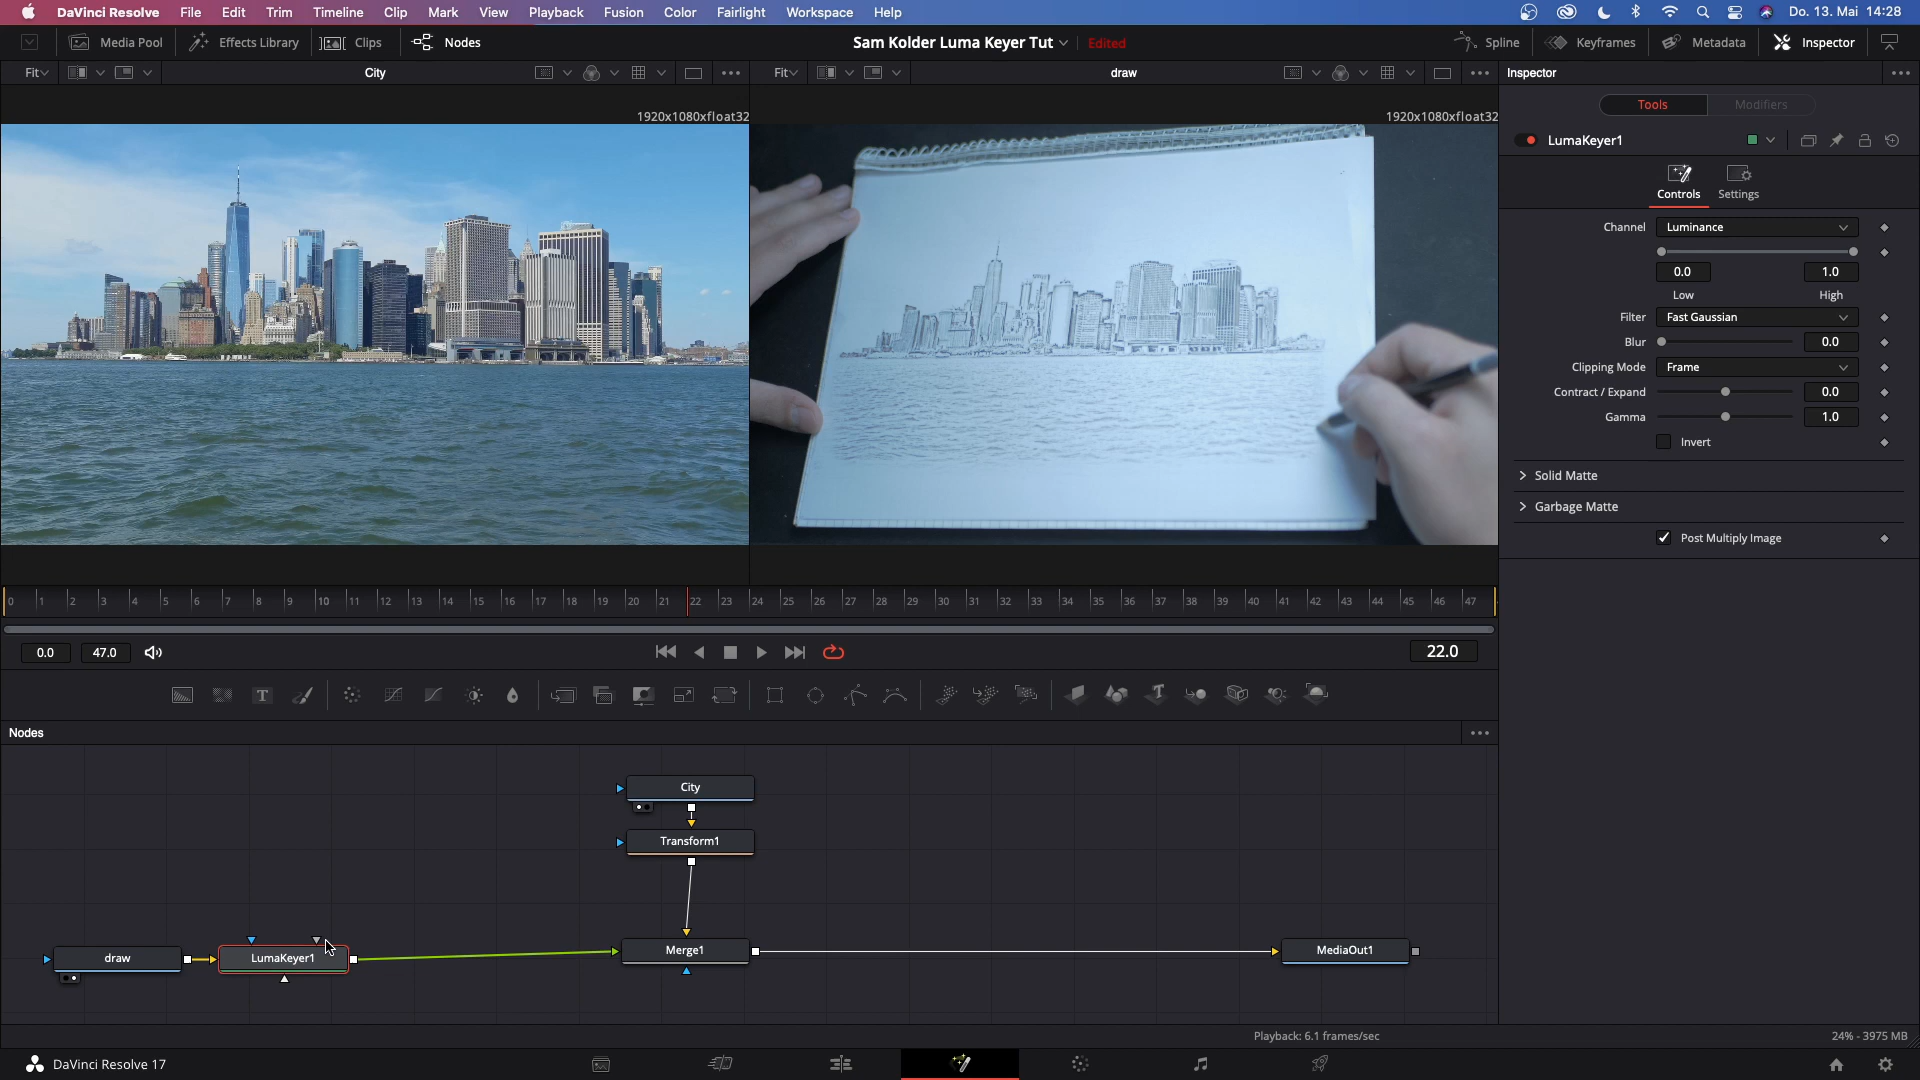 DaVinci Resolve File Edit Trim Timeline Clip Mark View Playback Fusion Color Fairlight Workspace Help Do. 13. Mai 14:28
Media Pool Effects Library Clips Nodes Sam Kolder Luma Keyer Tut Edited Spline Keyframes Metadata Inspector
Fit City Fit draw Inspector
1920x1080xfloat32 1920x1080xfloat32
Tools Modifiers
LumaKeyer1
Controls Settings
Channel Luminance
0.0 1.0
Low High
Filter Fast Gaussian
Blur 0.0
Clipping Mode Frame
Contract / Expand 0.0
Gamma 1.0
Invert
Solid Matte
Garbage Matte
Post Multiply Image
0 1 2 3 4 5 6 7 8 9 10 11 12 13 14 15 16 17 18 19 20 21 22 23 24 25 26 27 28 29 30 31 32 33 34 35 36 37 38 39 40 41 42 43 44 45 46 47
0.0 47.0 22.0
T T
Nodes
City
Transform1
draw LumaKeyer1 Merge1 MediaOut1
Playback: 6.1 frames/sec 24% - 3975 MB
DaVinci Resolve 17